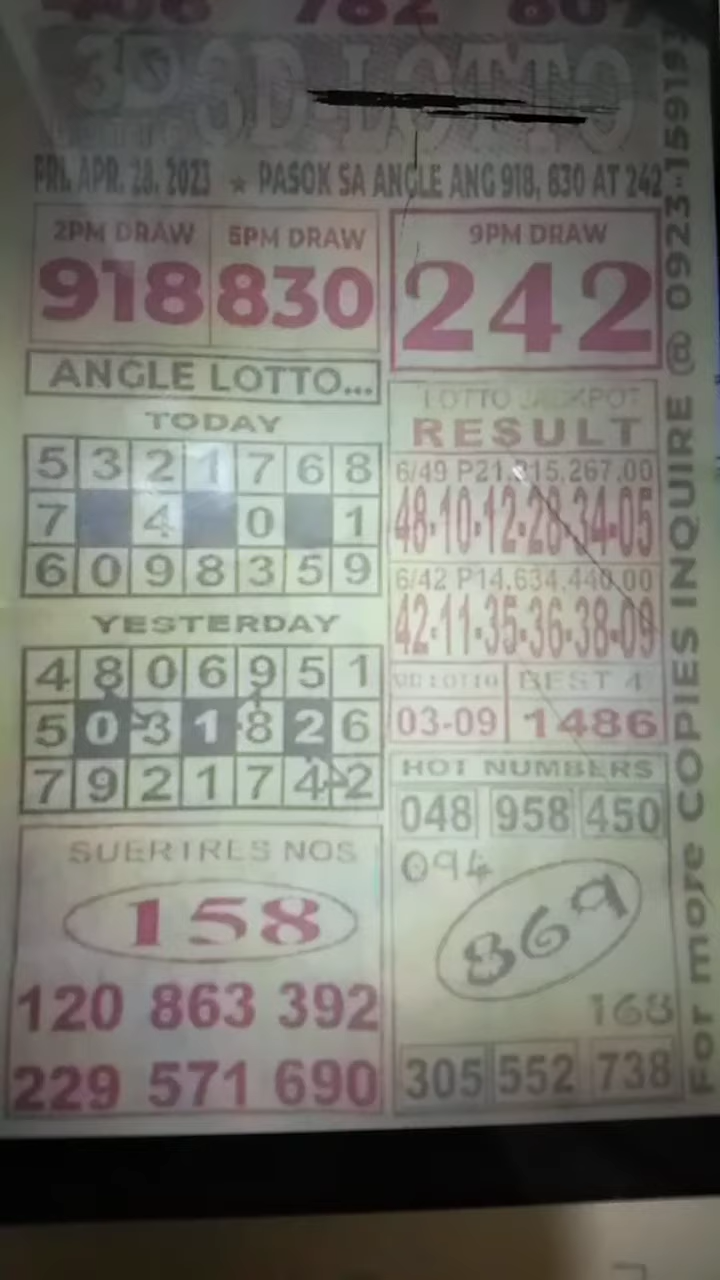 782 807
3D 3D LOTTO
FRI. APR. 28. 2023 ★ PASOK SA ANGLE ANG 918, 830 AT 242
2PM DRAW 5PM DRAW
918 830
9PM DRAW
242
ANGLE LOTTO...
TODAY
5 3 2 1 7 6 8
7 4 0 1
6 0 9 8 3 5 9
YESTERDAY
4 8 0 6 9 5 1
5 0 3 1 8 2 6
7 9 2 1 7 4 2
SUERTRES NOS
158
120 863 392
229 571 690
LOTTO JACKPOT
RESULT
48-10-12-28-34-05
6/42 P14,634,440.00
42-11-35-36-38-09
BEST 4
03-09 1486
HOT NUMBERS
048 958 450
094
869
168
305 552 738
For more COPIES INQUIRE @